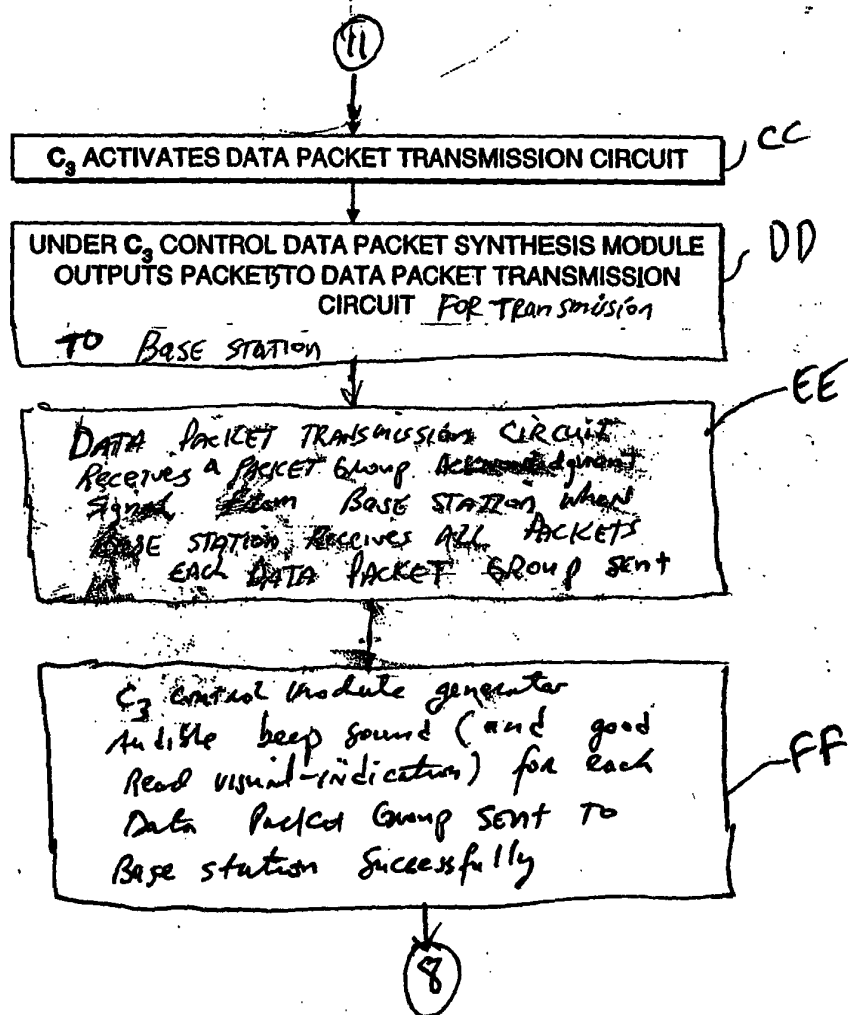 11
C3 ACTIVATES DATA PACKET TRANSMISSION CIRCUIT
CC
UNDER C3 CONTROL DATA PACKET SYNTHESIS MODULE
OUTPUTS PACKETS TO DATA PACKET TRANSMISSION
CIRCUIT FOR Transmission
TO BASE STATION
DD
DATA PACKET TRANSMISSION CIRCUIT
Receives a PACKET Group Acknowledgment
Signal From BASE STATION when
BASE STATION Receives ALL PACKETS
EACH DATA PACKET GROUP Sent
EE
C3 control module generator
Audible beep sound (and good
Read visual-indication) for each
Data Packet Group SENT TO
Base station Successfully
FF
8